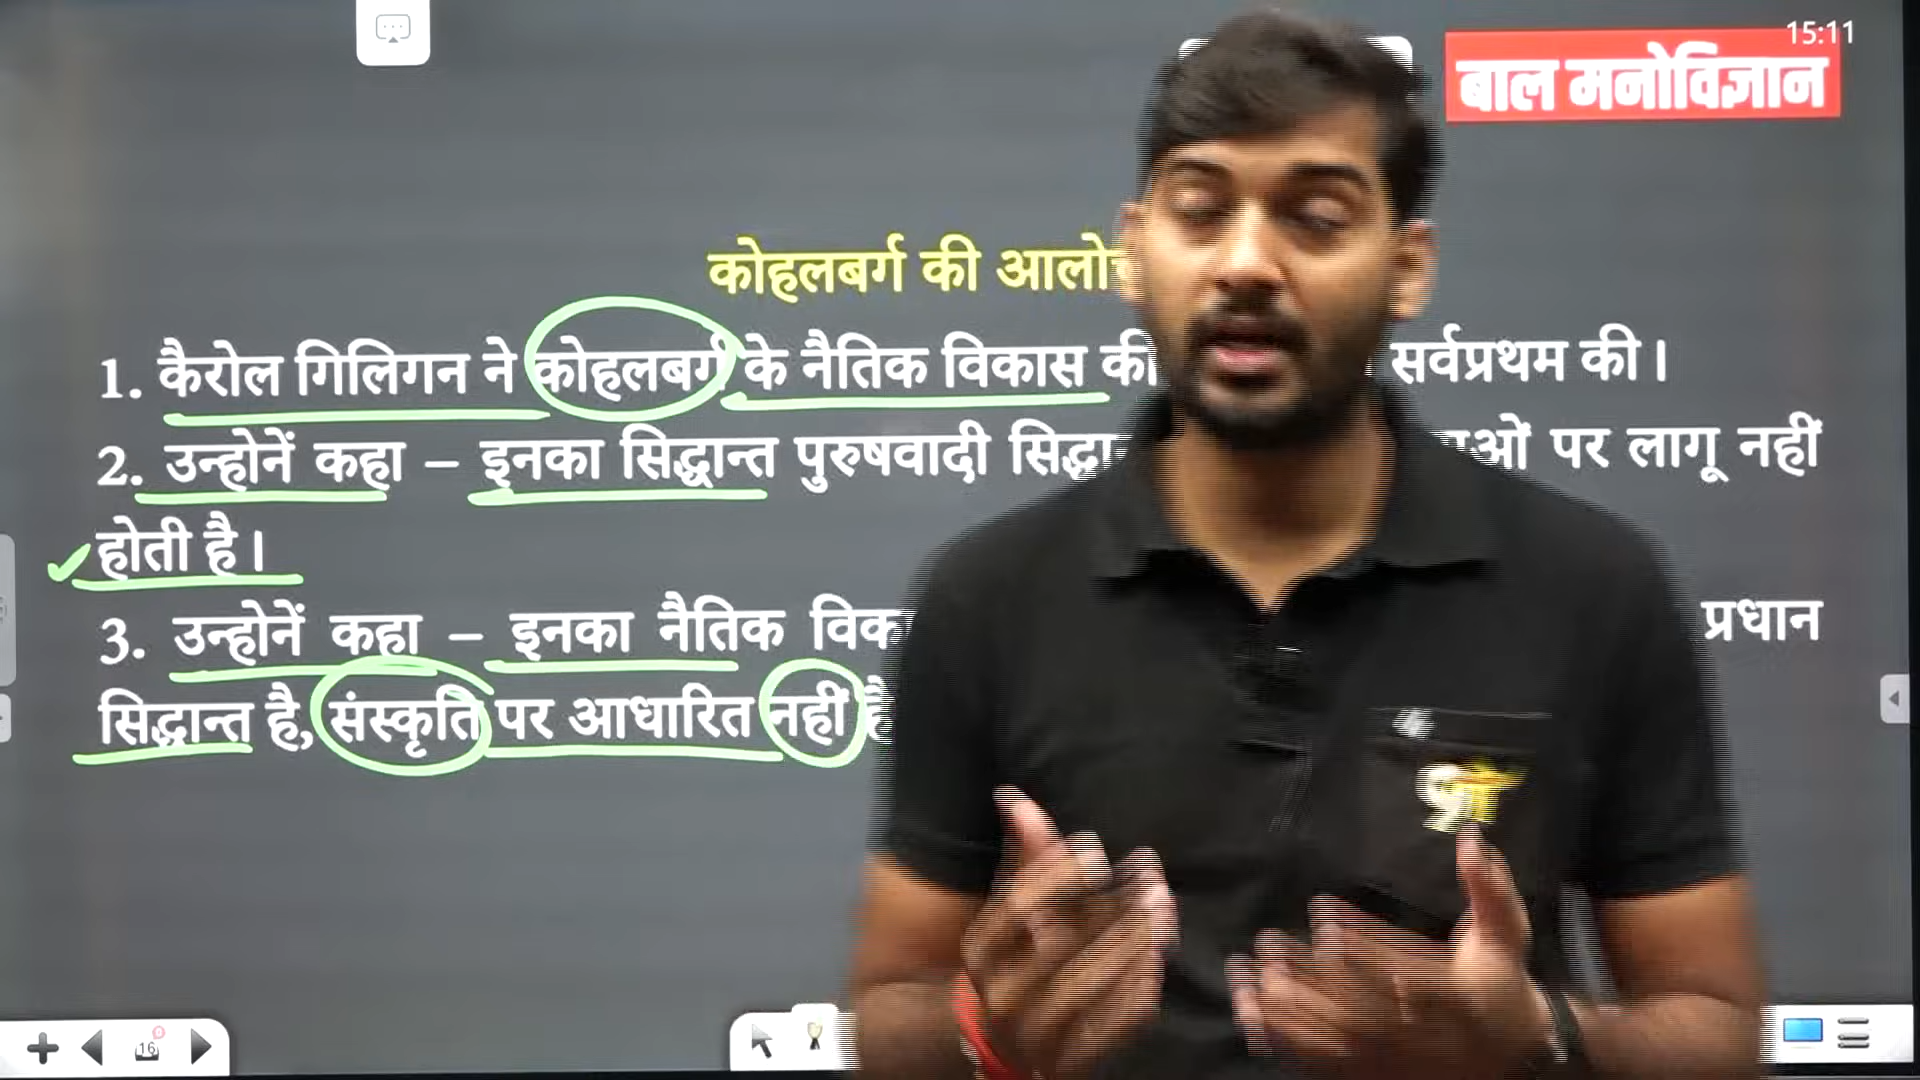 15:11
बाल मनोविज्ञान
कोहलबर्ग की
1. कैरोल गिलिगन ने कोहलबर्ग के नैतिक विकास की सर्वप्रथम की।
2. उन्होनें कहा – इनका सिद्धान्त पुरुषवादी पर लागू नहीं
होती है।
3. उन्होनें कहा – इनका नैतिक प्रधान
सिद्धान्त है, संस्कृति पर आधारित नहीं
16